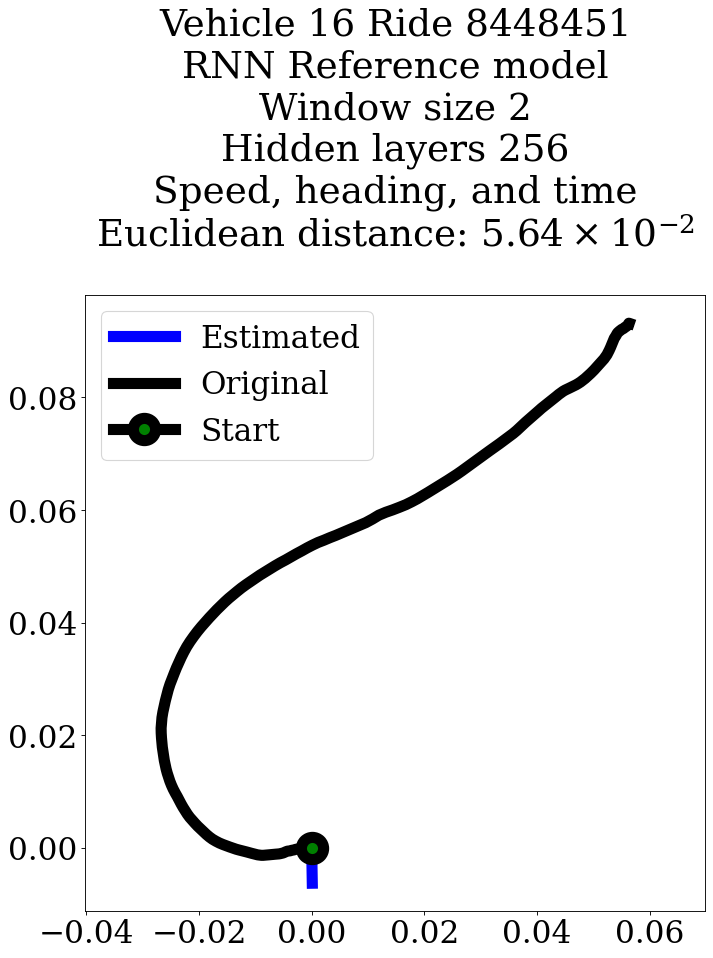 Vehicle 16 Ride 8448451
RNN Reference model
Window size 2
Hidden layers 256
Speed, heading, and time
Euclidean distance: 5.64 × 10⁻²
Estimated
Original
Start
0.08
0.06
0.04
0.02
0.00
−0.04 −0.02 0.00 0.02 0.04 0.06